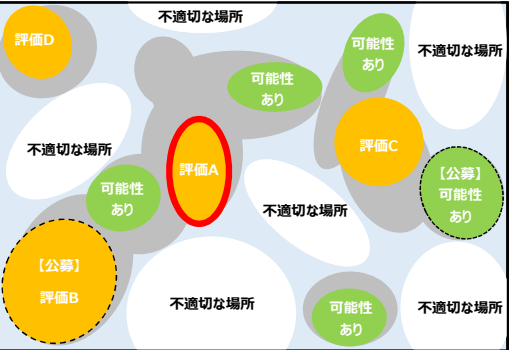 不適切な場所
評価D
可能性
あり
不適切な場所
可能性
あり
不適切な場所
評価C
評価A
【公募】
可能性
あり
可能性
あり
不適切な場所
【公募】
評価B
不適切な場所
可能性
あり
不適切な場所